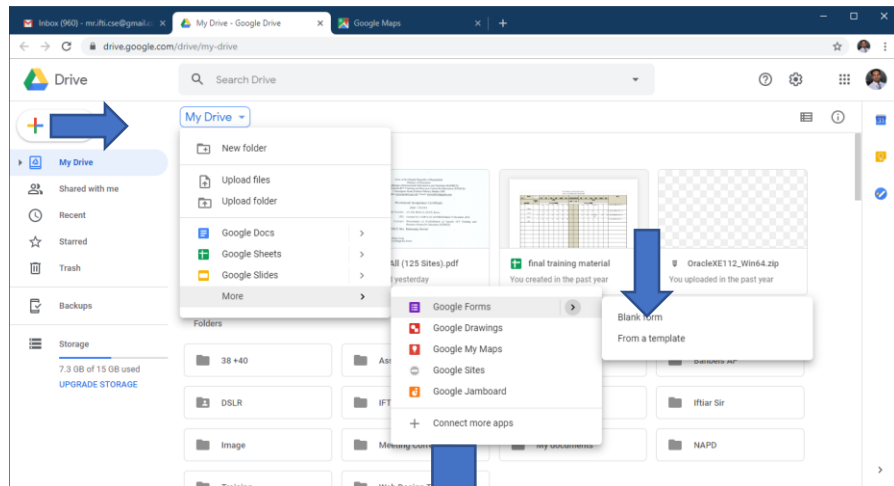 Inbox (960) - mr.ifti.cse@gmail.c
My Drive - Google Drive
Google Maps
drive.google.com/drive/my-drive
Drive
Search Drive
My Drive
My Drive
Shared with me
Recent
Starred
Trash
Backups
Storage
7.3 GB of 15 GB used
UPGRADE STORAGE
New folder
Upload files
Upload folder
Google Docs
Google Sheets
Google Slides
More
Google Forms
Google Drawings
Google My Maps
Google Sites
Google Jamboard
Connect more apps
Blank form
From a template
All (125 Sites).pdf
yesterday
final training material
You created in the past year
OracleXE112_Win64.zip
You uploaded in the past year
Folders
38 +40
DSLR
IFT
Iftiar Sir
Image
My documents
NAPD